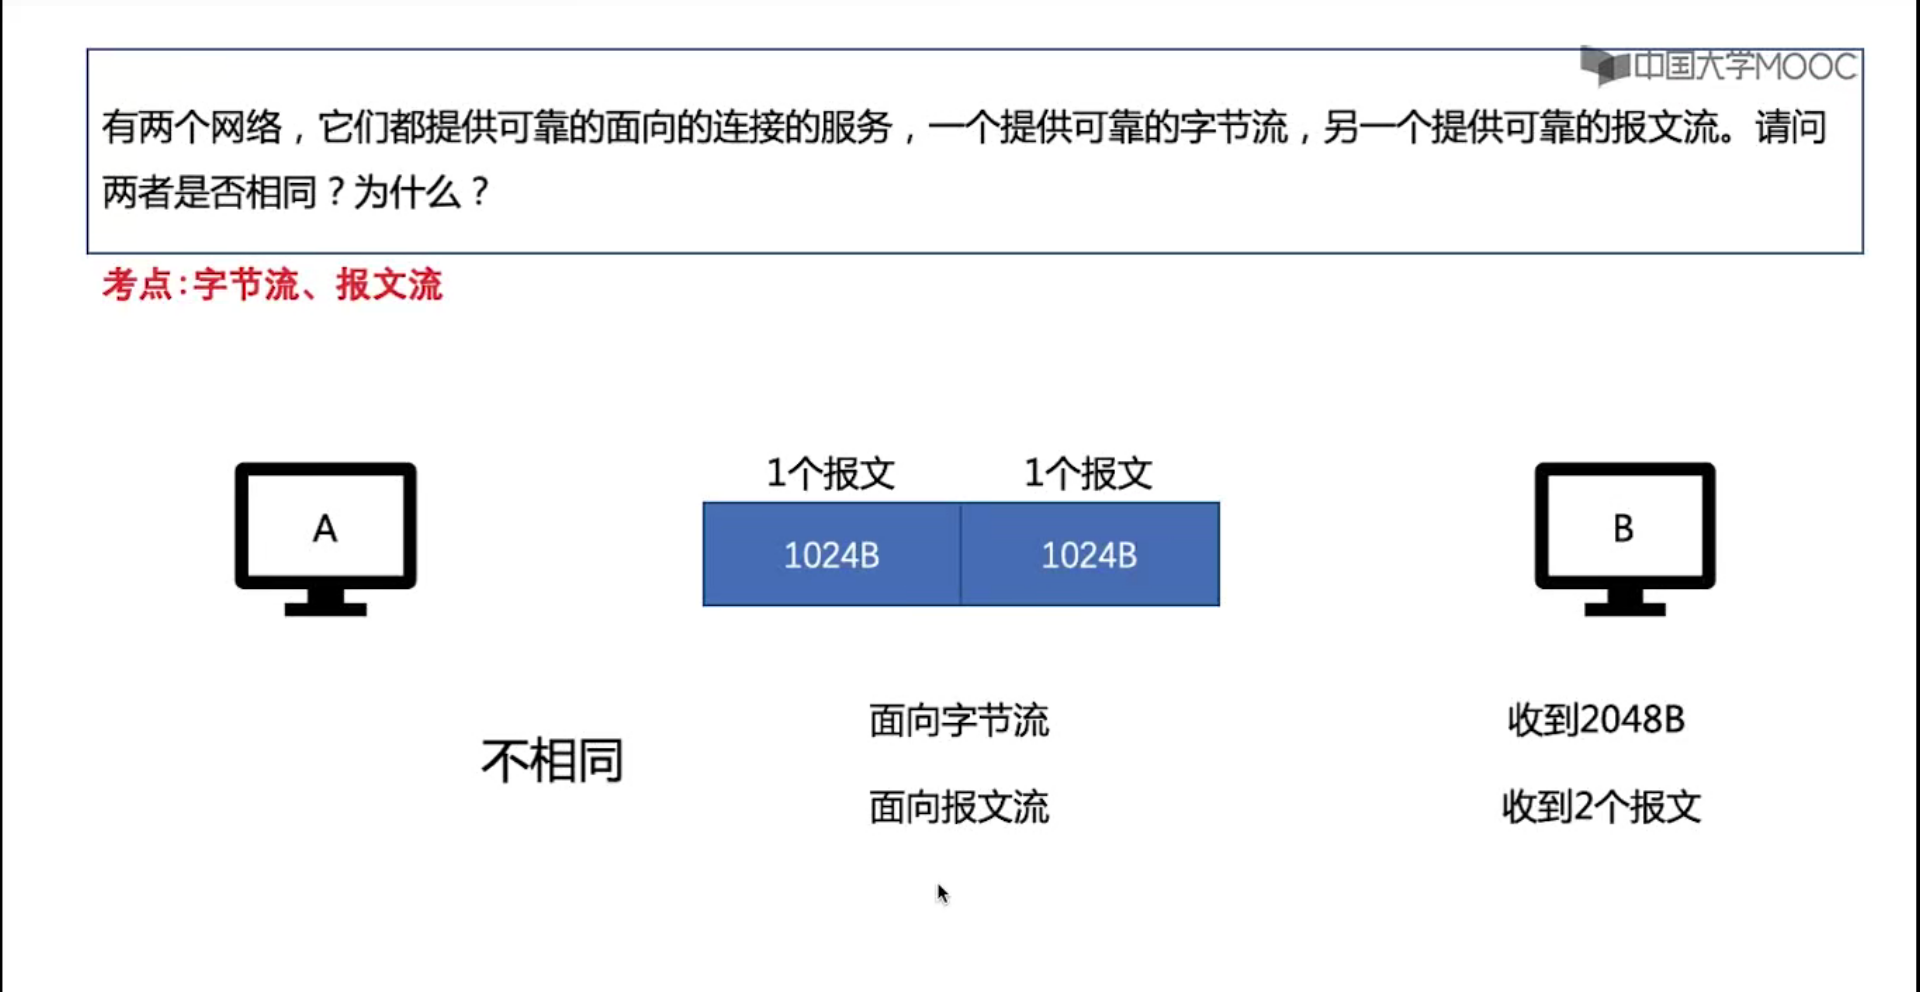 中国大学MOOC
有两个网络，它们都提供可靠的面向的连接的服务，一个提供可靠的字节流，另一个提供可靠的报文流。请问
两者是否相同？为什么？
考点:字节流、报文流
1个报文 1个报文
A 1024B 1024B B
面向字节流 收到2048B
不相同
面向报文流 收到2个报文